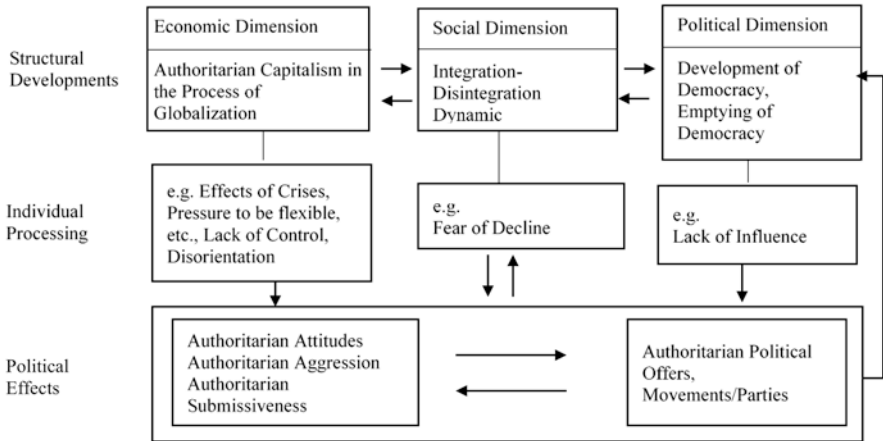 Economic Dimension
Social Dimension
Political Dimension
Structural
Developments
Authoritarian Capitalism in
the Process of
Globalization
Integration-
Disintegration
Dynamic
Development of
Democracy,
Emptying of
Democracy
Individual
Processing
e.g. Effects of Crises,
Pressure to be flexible,
etc., Lack of Control,
Disorientation
e.g.
Fear of Decline
e.g.
Lack of Influence
Political
Effects
Authoritarian Attitudes
Authoritarian Aggression
Authoritarian
Submissiveness
Authoritarian Political
Offers,
Movements/Parties